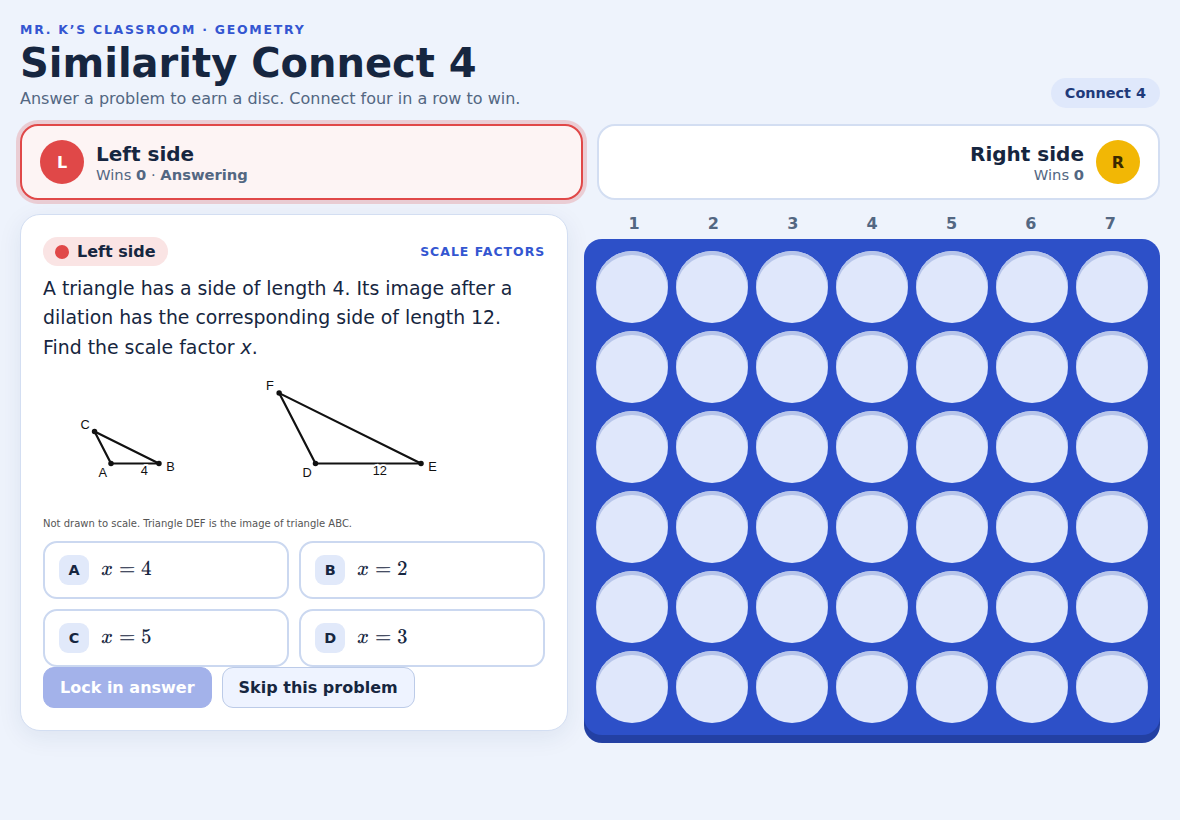 MR. K’S CLASSROOM · GEOMETRY
Similarity Connect 4
Answer a problem to earn a disc. Connect four in a row to win.
Connect 4
L
Left side
Wins 0 · Answering
Right side
Wins 0
R
Left side
SCALE FACTORS
A triangle has a side of length 4. Its image after a
dilation has the corresponding side of length 12.
Find the scale factor x.
F
C
A
4
B
D
12
E
Not drawn to scale. Triangle DEF is the image of triangle ABC.
A x = 4
B x = 2
C x = 5
D x = 3
Lock in answer
Skip this problem
1 2 3 4 5 6 7